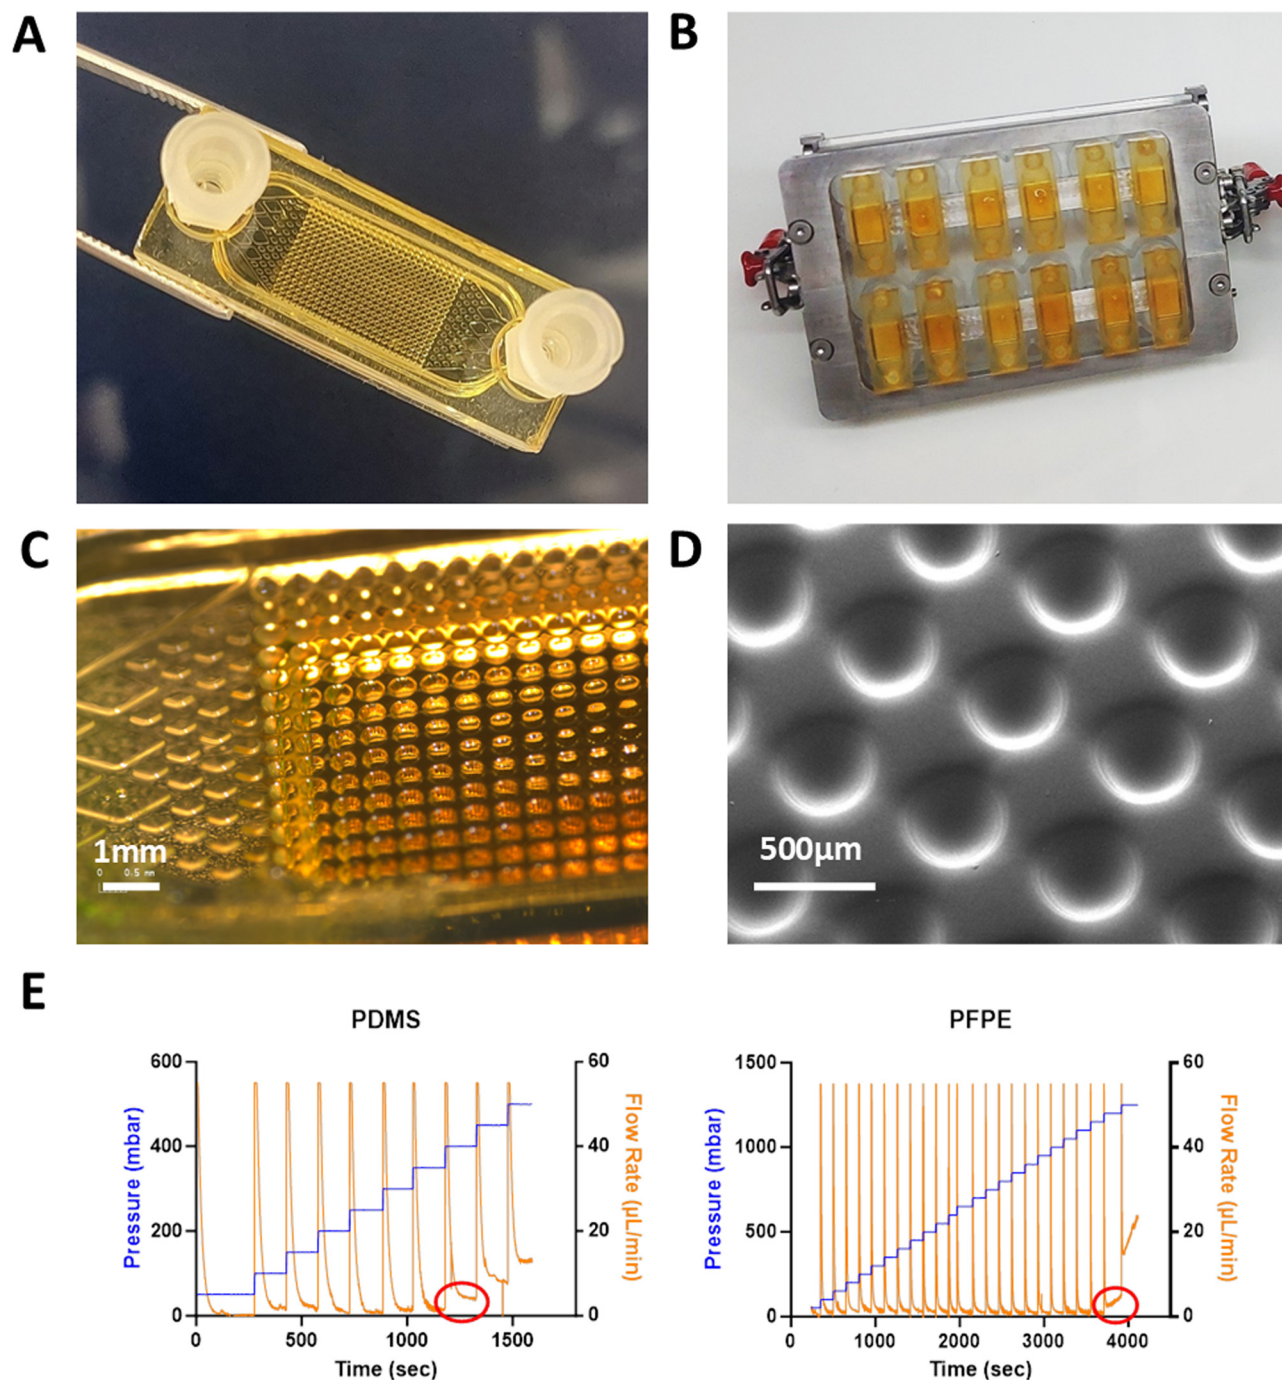 A
B
C
1mm
0 0.5 mm
D
500µm
E
PDMS
600
400
200
0
Pressure (mbar)
0
500
1000
1500
Time (sec)
60
40
20
0
Flow Rate (µL/min)
PFPE
1500
1000
500
0
Pressure (mbar)
0
1000
2000
3000
4000
Time (sec)
60
40
20
0
Flow Rate (µL/min)